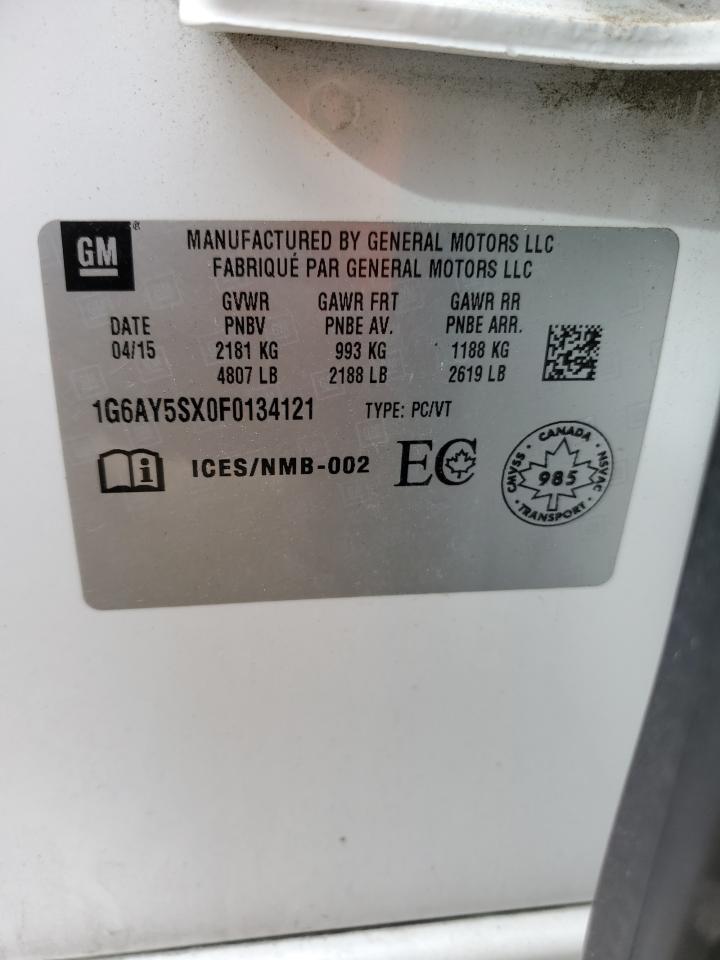 GM ®
MANUFACTURED BY GENERAL MOTORS LLC
FABRIQUÉ PAR GENERAL MOTORS LLC
GVWR GAWR FRT GAWR RR
DATE PNBV PNBE AV. PNBE ARR.
04/15 2181 KG 993 KG 1188 KG
4807 LB 2188 LB 2619 LB
1G6AY5SX0F0134121 TYPE: PC/VT
i ICES/NMB-002 EC
CMVSS • CANADA • NSVAC
985
• TRANSPORT •